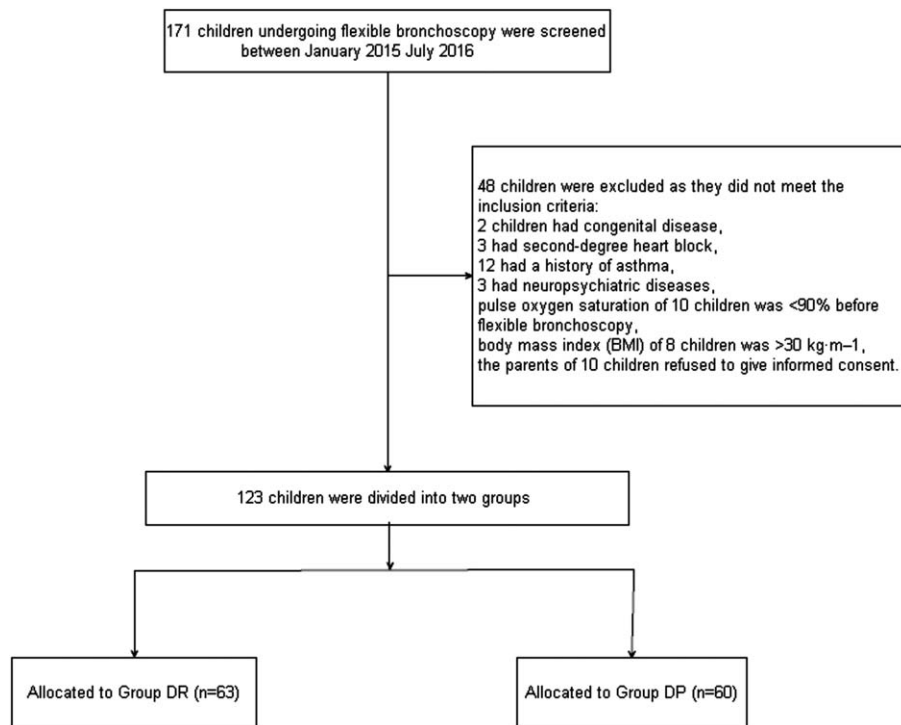 171 children undergoing flexible bronchoscopy were screened
between January 2015 July 2016
48 children were excluded as they did not meet the
inclusion criteria:
2 children had congenital disease,
3 had second-degree heart block,
12 had a history of asthma,
3 had neuropsychiatric diseases,
pulse oxygen saturation of 10 children was <90% before
flexible bronchoscopy,
body mass index (BMI) of 8 children was >30 kg·m–1,
the parents of 10 children refused to give informed consent.
123 children were divided into two groups
Allocated to Group DR (n=63)
Allocated to Group DP (n=60)